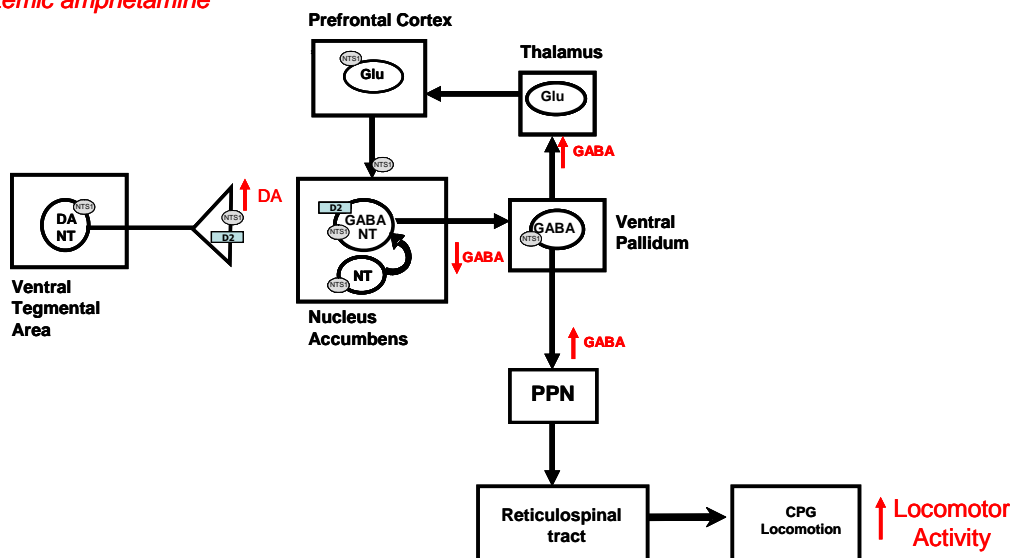 amphetamine
Prefrontal Cortex
NTS1
Glu
Thalamus
Glu
GABA
NTS1
DA
NT
NTS1
DA
NTS1
D2
D2
GABA
NT
NTS1
NT
NTS1
GABA
GABA
NTS1
Ventral
Pallidum
Ventral
Tegmental
Area
Nucleus
Accumbens
GABA
PPN
Reticulospinal
tract
CPG
Locomotion
Locomotor
Activity